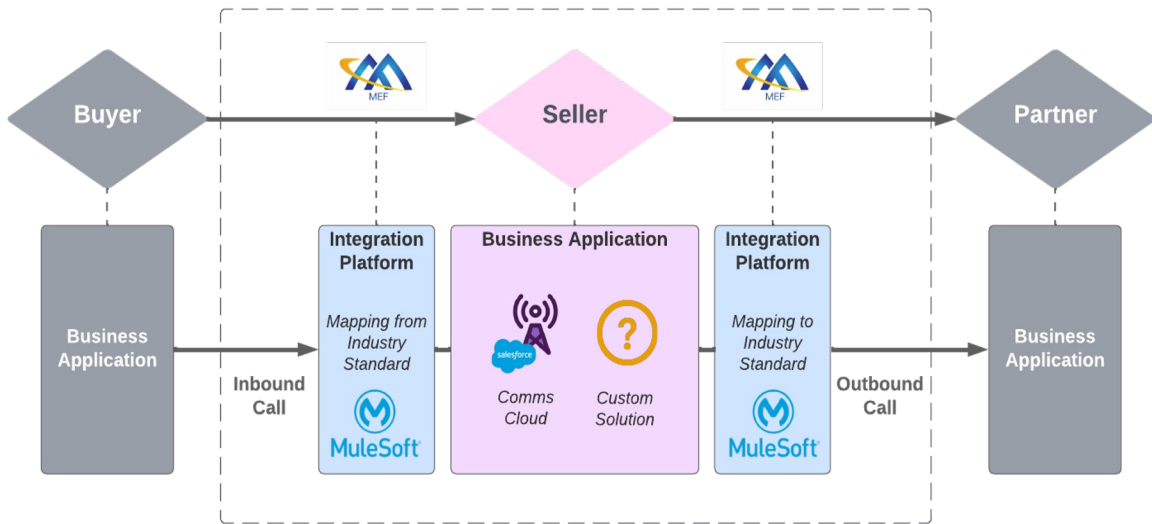 MEF
MEF
Buyer
Seller
Partner
Integration
Platform
Business Application
Integration
Platform
Mapping from
Industry
Standard
?
Mapping to
Industry
Standard
Business
Application
salesforce
Business
Application
Inbound
Call
Comms
Cloud
Custom
Solution
Outbound
Call
MuleSoft
MuleSoft